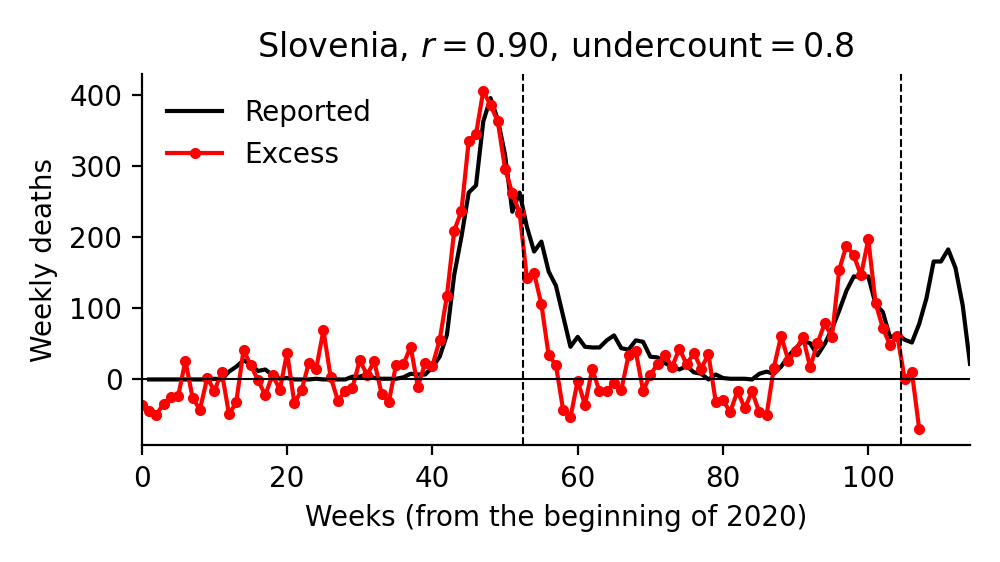 Slovenia, r = 0.90, undercount = 0.8
Reported
Excess
Weekly deaths
400
300
200
100
0
0 20 40 60 80 100
Weeks (from the beginning of 2020)